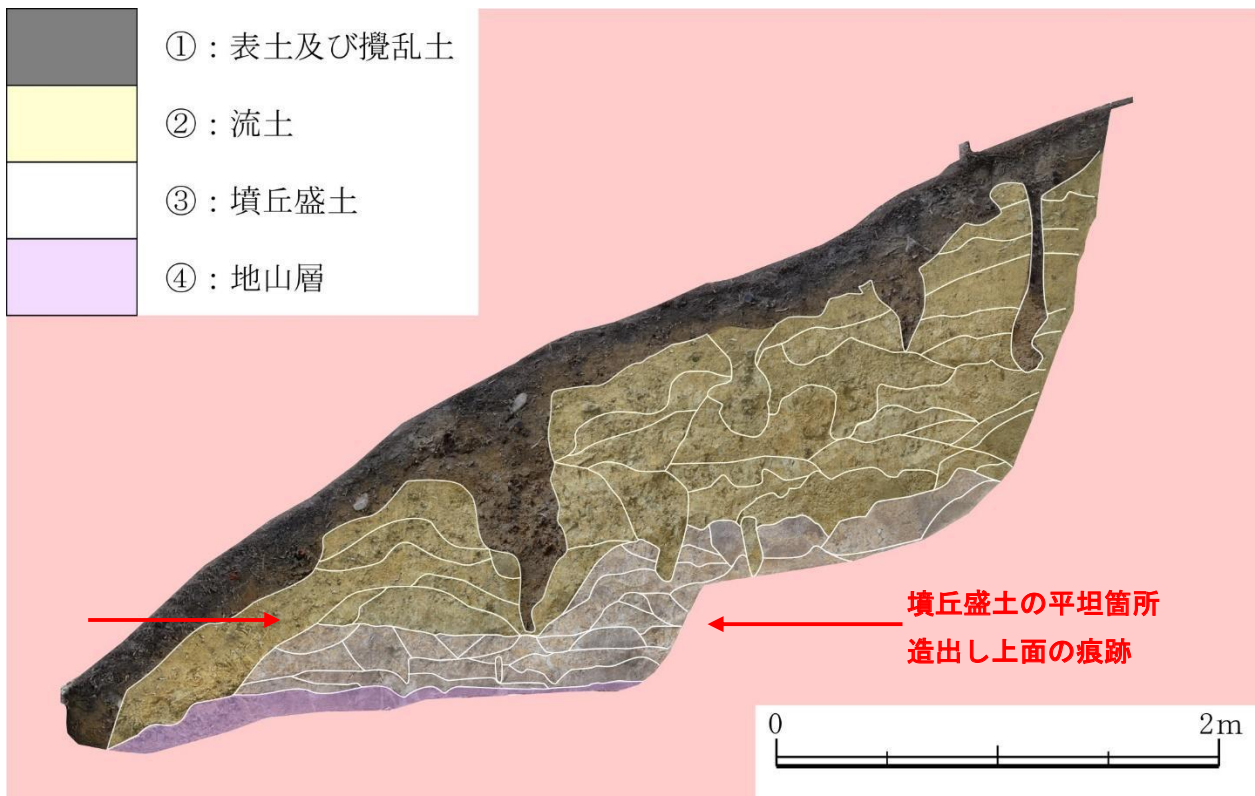 ①：表土及び攪乱土
②：流土
③：墳丘盛土
④：地山層
墳丘盛土の平坦箇所
造出し上面の痕跡
0 2m